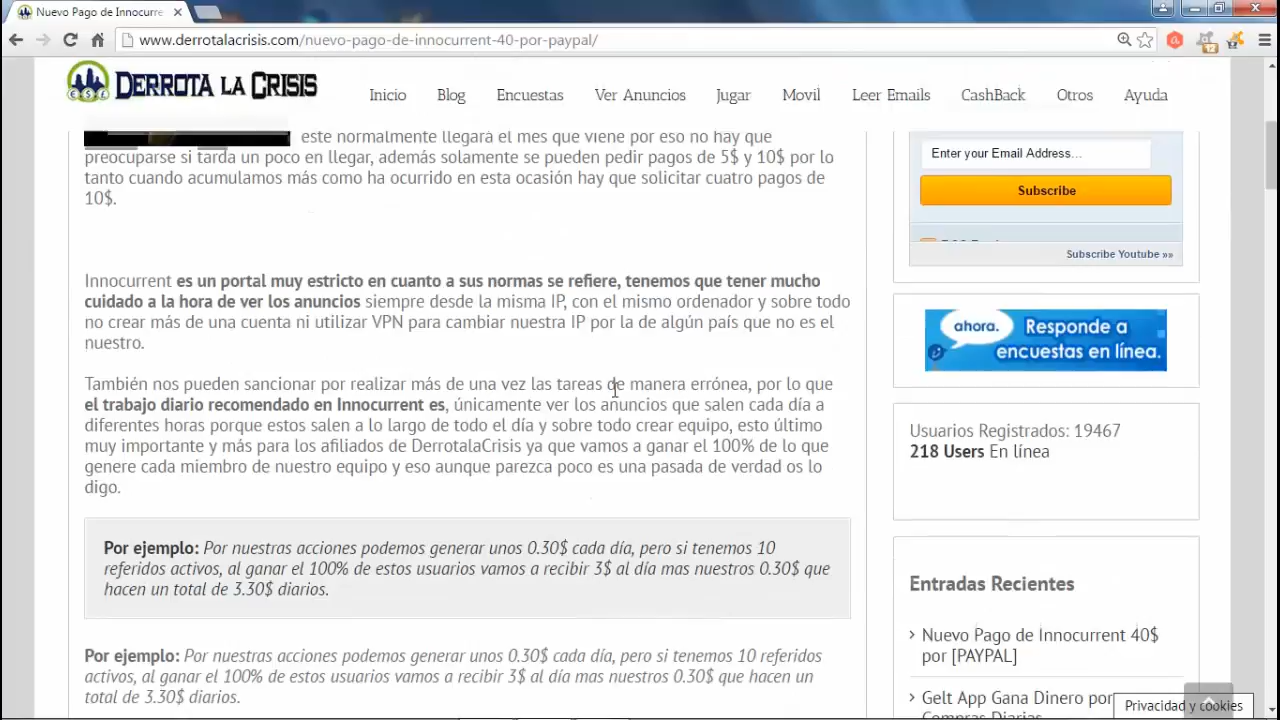 Nuevo Pago de Innocurre
www.derrotalacrisis.com/nuevo-pago-de-innocurrent-40-por-paypal/
12
DERROTA LA CRISIS
Inicio
Blog
Encuestas
Ver Anuncios
Jugar
Movil
Leer Emails
CashBack
Otros
Ayuda
este normalmente llegará el mes que viene por eso no hay que
preocuparse si tarda un poco en llegar, además solamente se pueden pedir pagos de 5$ y 10$ por lo
tanto cuando acumulamos más como ha ocurrido en esta ocasión hay que solicitar cuatro pagos de
10$.
Innocurrent es un portal muy estricto en cuanto a sus normas se refiere, tenemos que tener mucho
cuidado a la hora de ver los anuncios siempre desde la misma IP, con el mismo ordenador y sobre todo
no crear más de una cuenta ni utilizar VPN para cambiar nuestra IP por la de algún país que no es el
nuestro.
También nos pueden sancionar por realizar más de una vez las tareas de manera errónea, por lo que
el trabajo diario recomendado en Innocurrent es, únicamente ver los anuncios que salen cada día a
diferentes horas porque estos salen a lo largo de todo el día y sobre todo crear equipo, esto último
muy importante y más para los afiliados de DerrotalaCrisis ya que vamos a ganar el 100% de lo que
genere cada miembro de nuestro equipo y eso aunque parezca poco es una pasada de verdad os lo
digo.
Por ejemplo: Por nuestras acciones podemos generar unos 0.30$ cada día, pero si tenemos 10
referidos activos, al ganar el 100% de estos usuarios vamos a recibir 3$ al día mas nuestros 0.30$ que
hacen un total de 3.30$ diarios.
Por ejemplo: Por nuestras acciones podemos generar unos 0.30$ cada día, pero si tenemos 10 referidos
activos, al ganar el 100% de estos usuarios vamos a recibir 3$ al día mas nuestros 0.30$ que hacen un
total de 3.30$ diarios.
Enter your Email Address...
Subscribe
Subscribe Youtube »»
ahora.
Responde a
encuestas en línea.
Usuarios Registrados: 19467
218 Users En línea
Entradas Recientes
Nuevo Pago de Innocurrent 40$
por [PAYPAL]
Gelt App Gana Dinero por
Compras Diarias
Privacidad y cookies